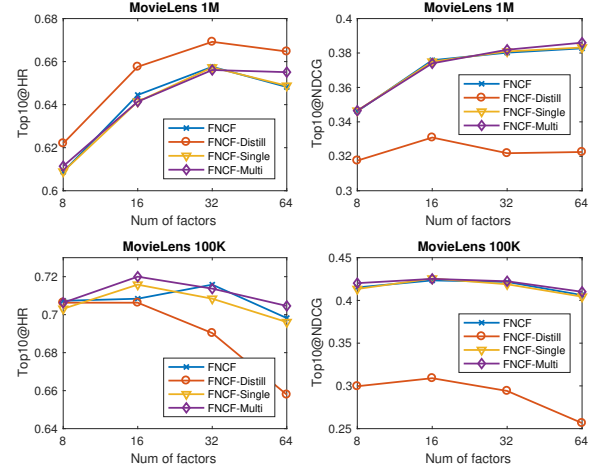 MovieLens 1M
Top10@HR
0.68
0.66
0.64
0.62
0.6
8 16 32 64
Num of factors
FNCF
FNCF-Distill
FNCF-Single
FNCF-Multi
MovieLens 1M
Top10@NDCG
0.4
0.38
0.36
0.34
0.32
0.3
8 16 32 64
Num of factors
FNCF
FNCF-Distill
FNCF-Single
FNCF-Multi
MovieLens 100K
Top10@HR
0.72
0.7
0.68
0.66
0.64
8 16 32 64
Num of factors
FNCF
FNCF-Distill
FNCF-Single
FNCF-Multi
MovieLens 100K
Top10@NDCG
0.45
0.4
0.35
0.3
0.25
8 16 32 64
Num of factors
FNCF
FNCF-Distill
FNCF-Single
FNCF-Multi